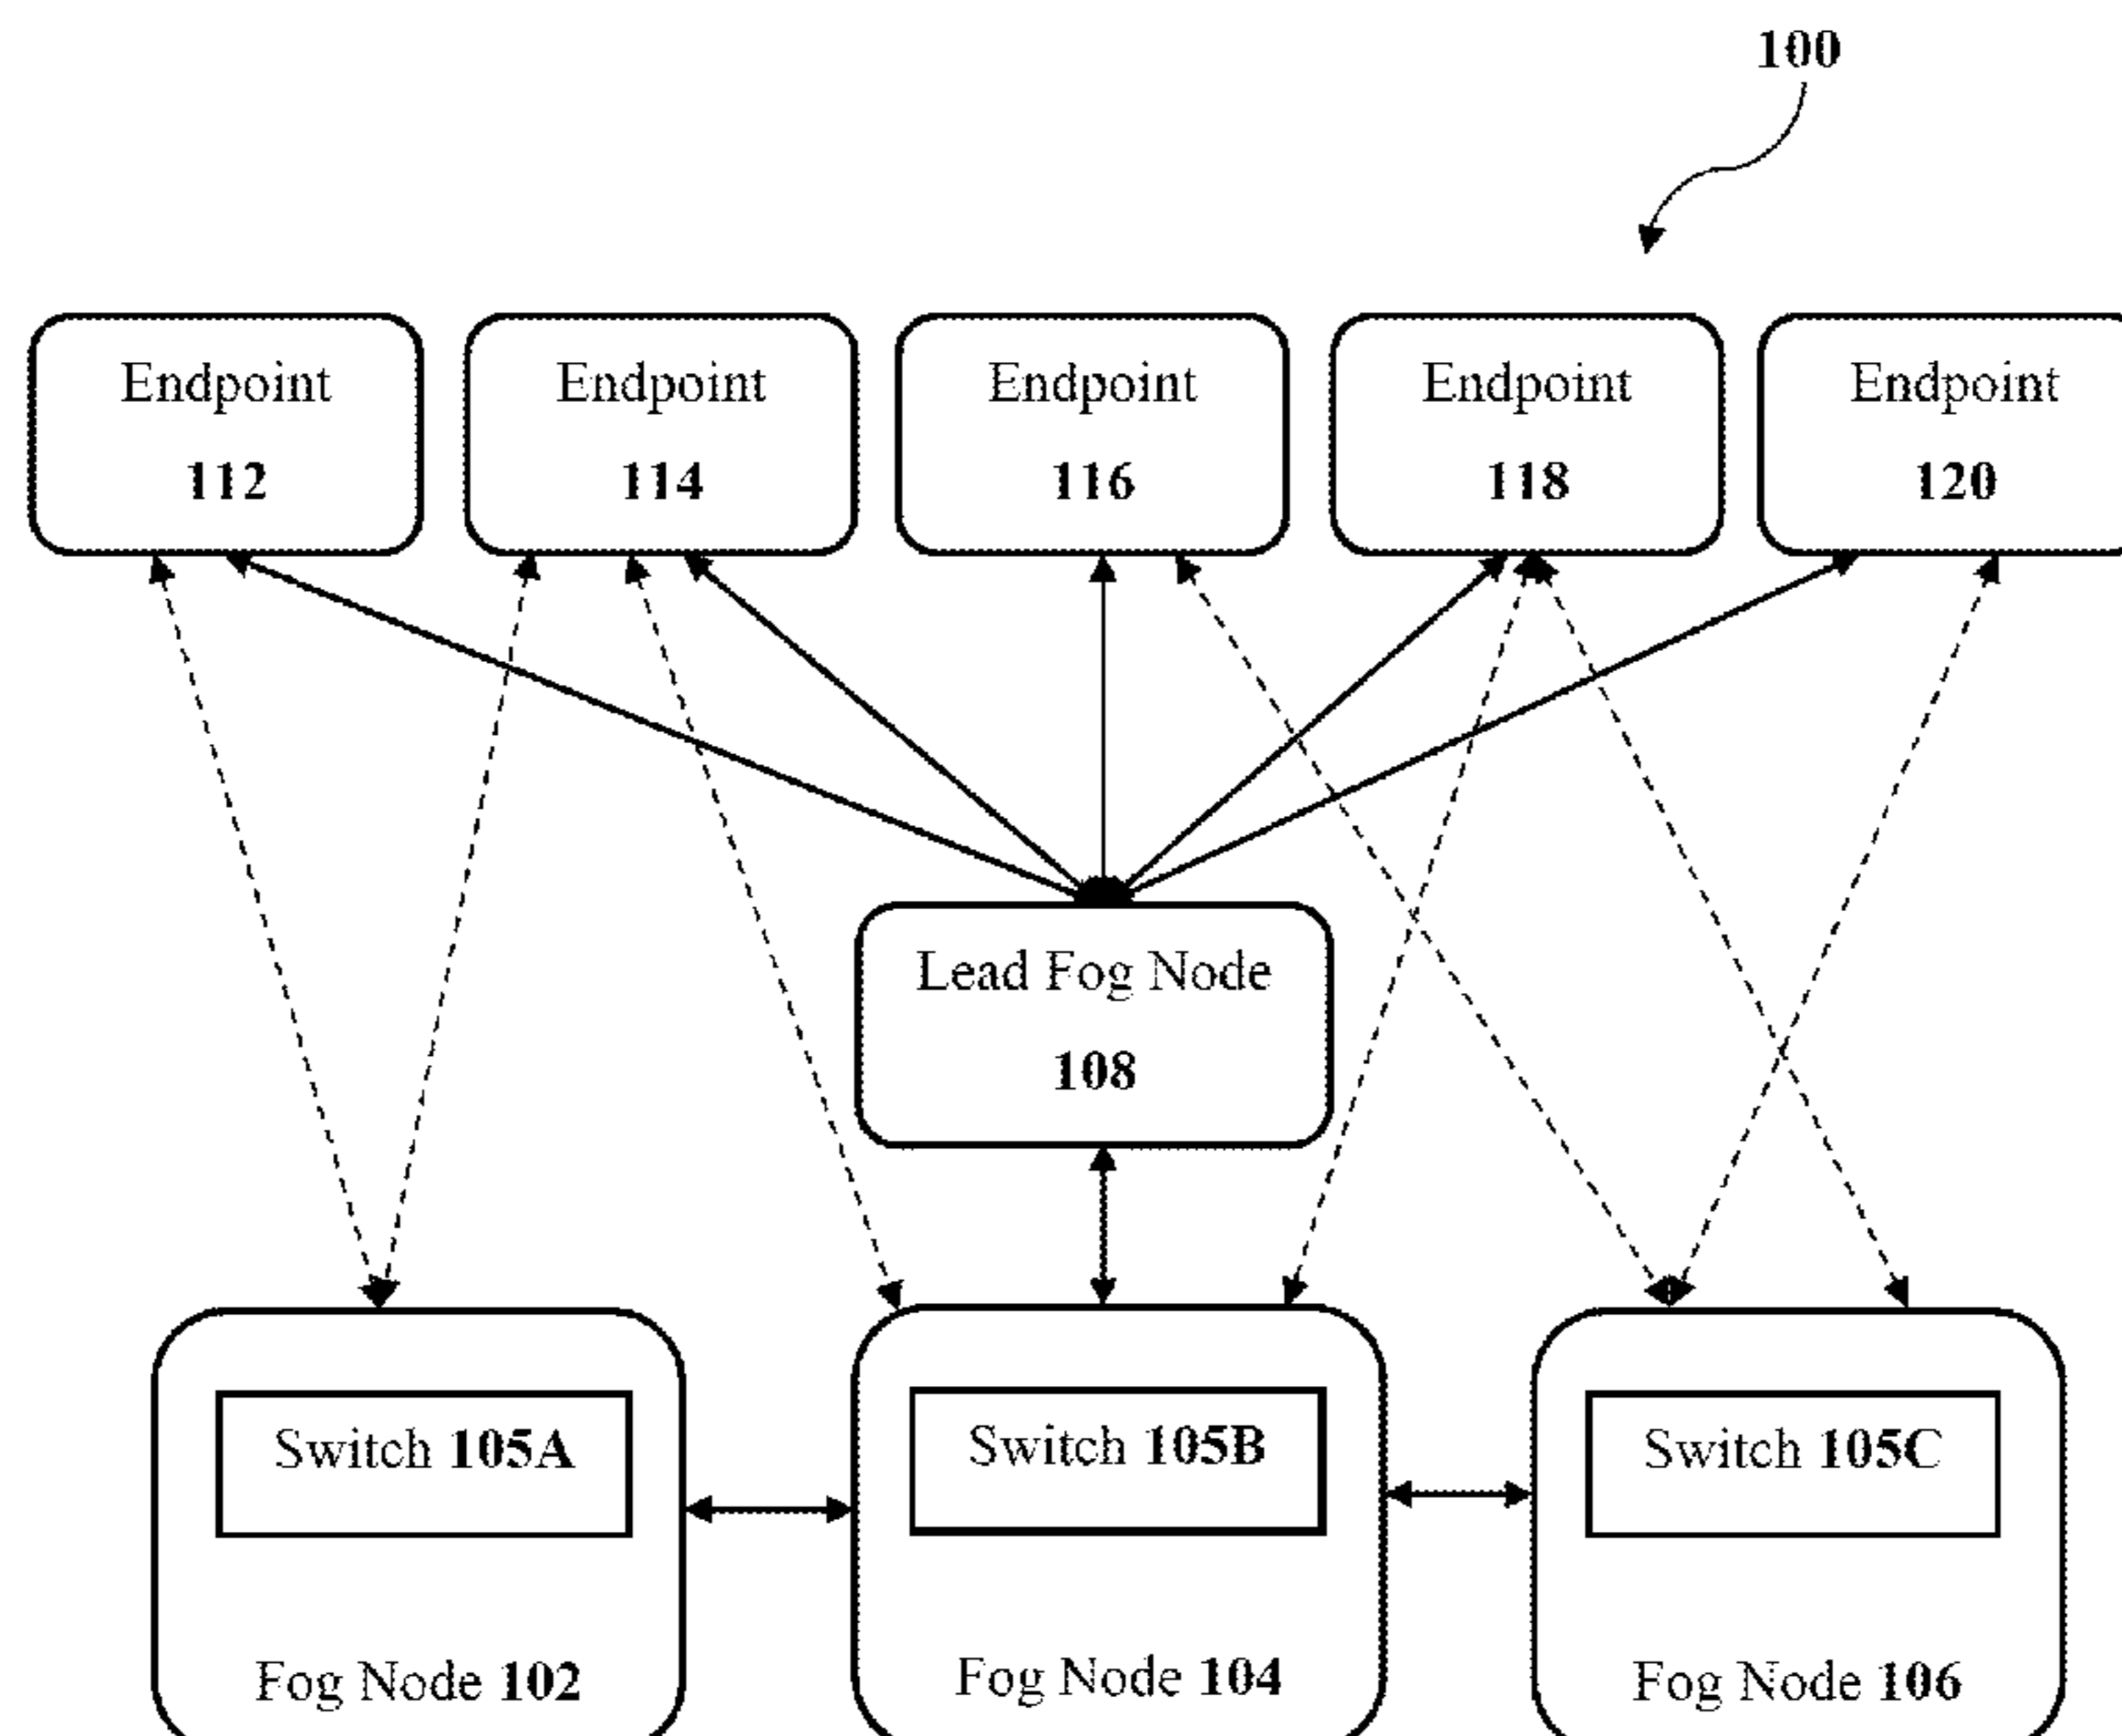 100
Endpoint
112
Endpoint
114
Endpoint
116
Endpoint
118
Endpoint
120
Lead Fog Node
108
Switch 105A
Fog Node 102
Switch 105B
Fog Node 104
Switch 105C
Fog Node 106